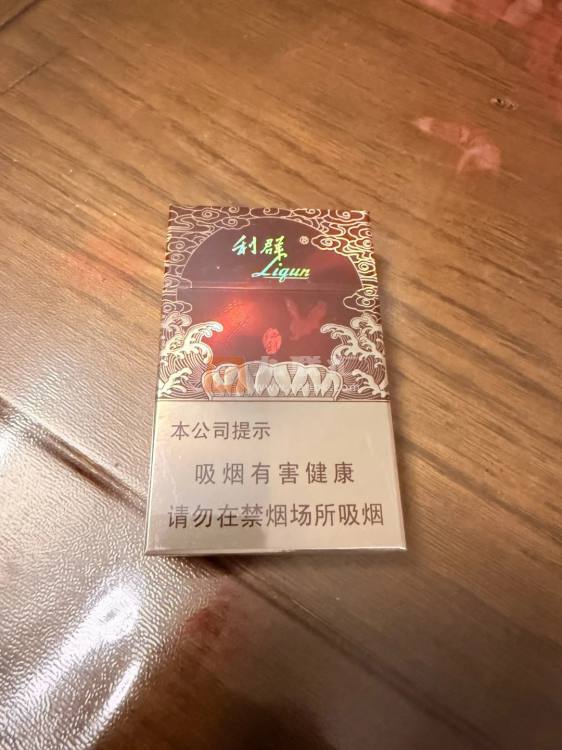 利群®
Liqun
本公司提示
吸烟有害健康
请勿在禁烟场所吸烟